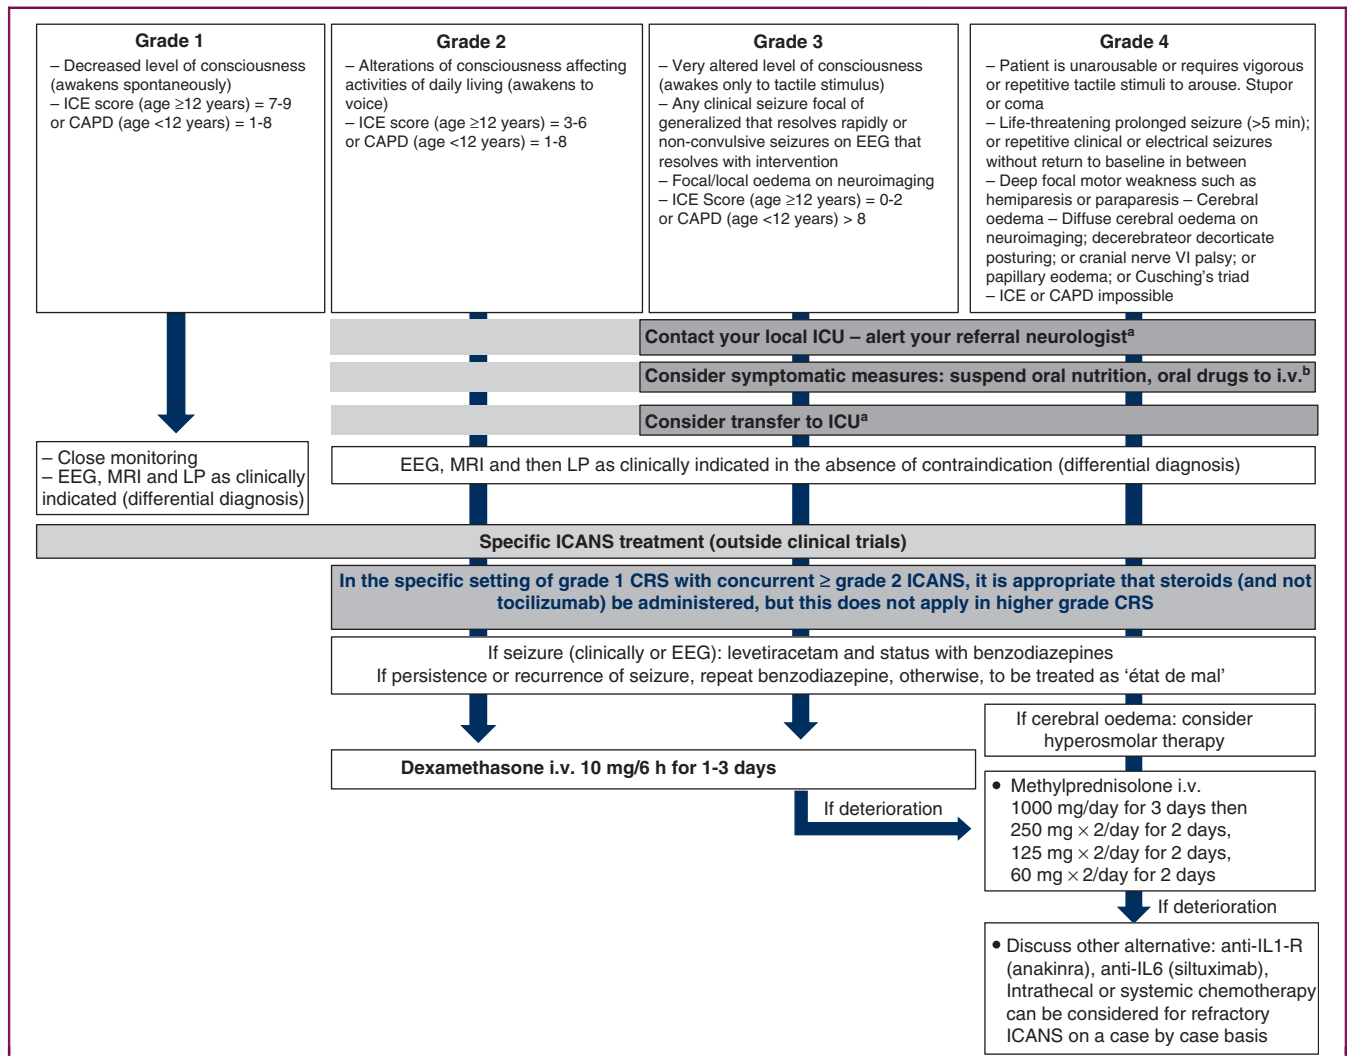 Grade 1
– Decreased level of consciousness
(awakens spontaneously)
– ICE score (age ≥12 years) = 7-9
or CAPD (age <12 years) = 1-8
Grade 2
– Alterations of consciousness affecting
activities of daily living (awakens to
voice)
– ICE score (age ≥12 years) = 3-6
or CAPD (age <12 years) = 1-8
Grade 3
– Very altered level of consciousness
(awakes only to tactile stimulus)
– Any clinical seizure focal of
generalized that resolves rapidly or
non-convulsive seizures on EEG that
resolves with intervention
– Focal/local oedema on neuroimaging
– ICE Score (age ≥12 years) = 0-2
or CAPD (age <12 years) > 8
Grade 4
– Patient is unarousable or requires vigorous
or repetitive tactile stimuli to arouse. Stupor
or coma
– Life-threatening prolonged seizure (>5 min);
or repetitive clinical or electrical seizures
without return to baseline in between
– Deep focal motor weakness such as
hemiparesis or paraparesis – Cerebral
oedema – Diffuse cerebral oedema on
neuroimaging; decerebrateor decorticate
posturing; or cranial nerve VI palsy; or
papillary eodema; or Cusching's triad
– ICE or CAPD impossible
Contact your local ICU – alert your referral neurologistᵃ
Consider symptomatic measures: suspend oral nutrition, oral drugs to i.v.ᵇ
Consider transfer to ICUᵃ
– Close monitoring
– EEG, MRI and LP as clinically
indicated (differential diagnosis)
EEG, MRI and then LP as clinically indicated in the absence of contraindication (differential diagnosis)
Specific ICANS treatment (outside clinical trials)
In the specific setting of grade 1 CRS with concurrent ≥ grade 2 ICANS, it is appropriate that steroids (and not
tocilizumab) be administered, but this does not apply in higher grade CRS
If seizure (clinically or EEG): levetiracetam and status with benzodiazepines
If persistence or recurrence of seizure, repeat benzodiazepine, otherwise, to be treated as 'état de mal'
If cerebral oedema: consider
hyperosmolar therapy
Dexamethasone i.v. 10 mg/6 h for 1-3 days
If deterioration
• Methylprednisolone i.v.
1000 mg/day for 3 days then
250 mg × 2/day for 2 days,
125 mg × 2/day for 2 days,
60 mg × 2/day for 2 days
If deterioration
• Discuss other alternative: anti-IL1-R
(anakinra), anti-IL6 (siltuximab),
Intrathecal or systemic chemotherapy
can be considered for refractory
ICANS on a case by case basis